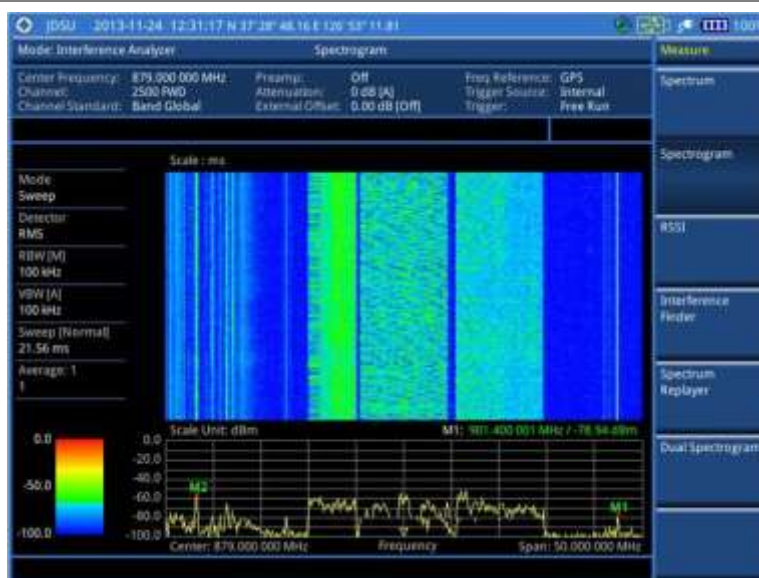 JDSU 2013-11-24 12:31:17 N 37° 28" 48.16 E 126° 53" 11.81 100%
Mode: Interference Analyzer Spectrogram Measure
Center Frequency: 879.000 000 MHz Preamp: Off Freq Reference: GPS
Channel: 2500 FWD Attenuation: 0 dB [A] Trigger Source: Internal
Channel Standard: Band Global External Offset: 0.00 dB [Off] Trigger: Free Run
Spectrum
Spectrogram
RSSI
Interference
Finder
Spectrum
Replayer
Dual Spectrogram
Scale : ms
Mode
Sweep
Detector
RMS
RBW [M]
100 kHz
VBW [A]
100 kHz
Sweep [Normal]
21.56 ms
Average: 1
1
Scale Unit: dBm M1: 901.400 001 MHz / -78.94 dBm
0.0
-50.0
-100.0
0.0
-20.0
-40.0
-60.0
-80.0
-100.0
M2
M1
Center: 879.000 000 MHz Frequency Span: 50.000 000 MHz